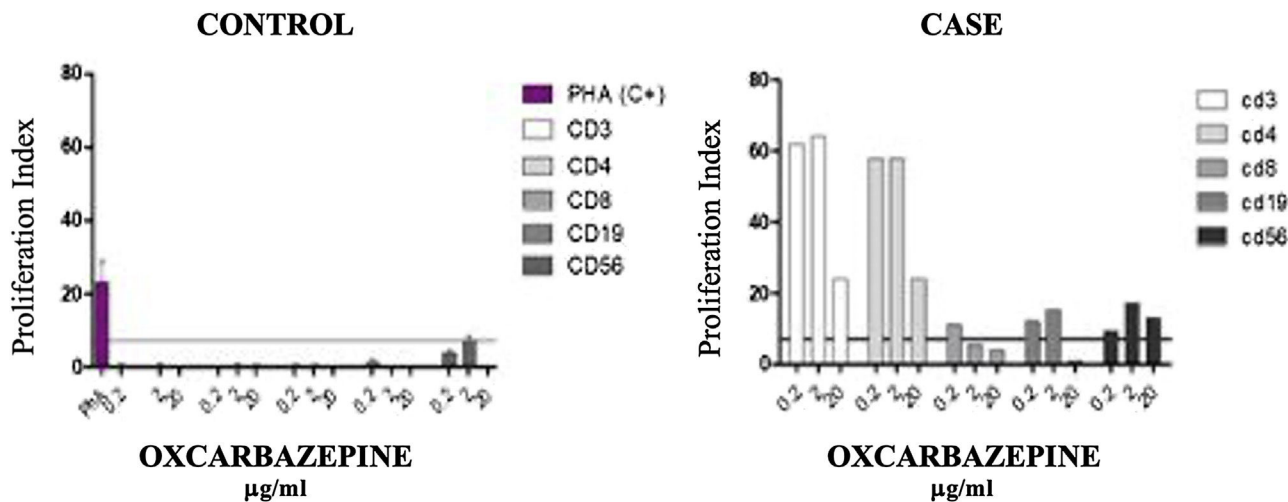 CONTROL
Proliferation Index
80
60
40
20
0
PHA 0.2 2 20 0.2 2 20 0.2 2 20 0.2 2 20 0.2 2 20
OXCARBAZEPINE
µg/ml
PHA (C+)
CD3
CD4
CD8
CD19
CD56
CASE
Proliferation Index
80
60
40
20
0
0.2 2 20 0.2 2 20 0.2 2 20 0.2 2 20 0.2 2 20
OXCARBAZEPINE
µg/ml
cd3
cd4
cd8
cd19
cd56